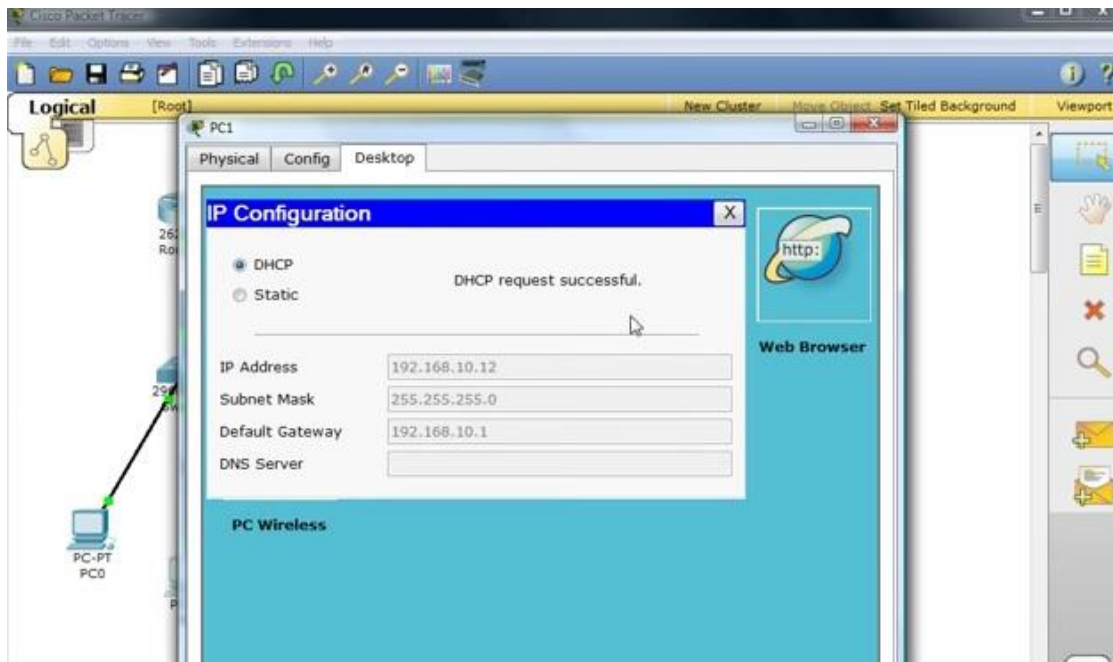 Cisco Packet Tracer
File Edit Options View Tools Extensions Help
Logical [Root] New Cluster Move Object Set Tiled Background Viewport
PC1
Physical Config Desktop
IP Configuration X
DHCP
Static
DHCP request successful.
http:
IP Address 192.168.10.12
Subnet Mask 255.255.255.0
Default Gateway 192.168.10.1
DNS Server
Web Browser
PC Wireless
PC-PT
PC0